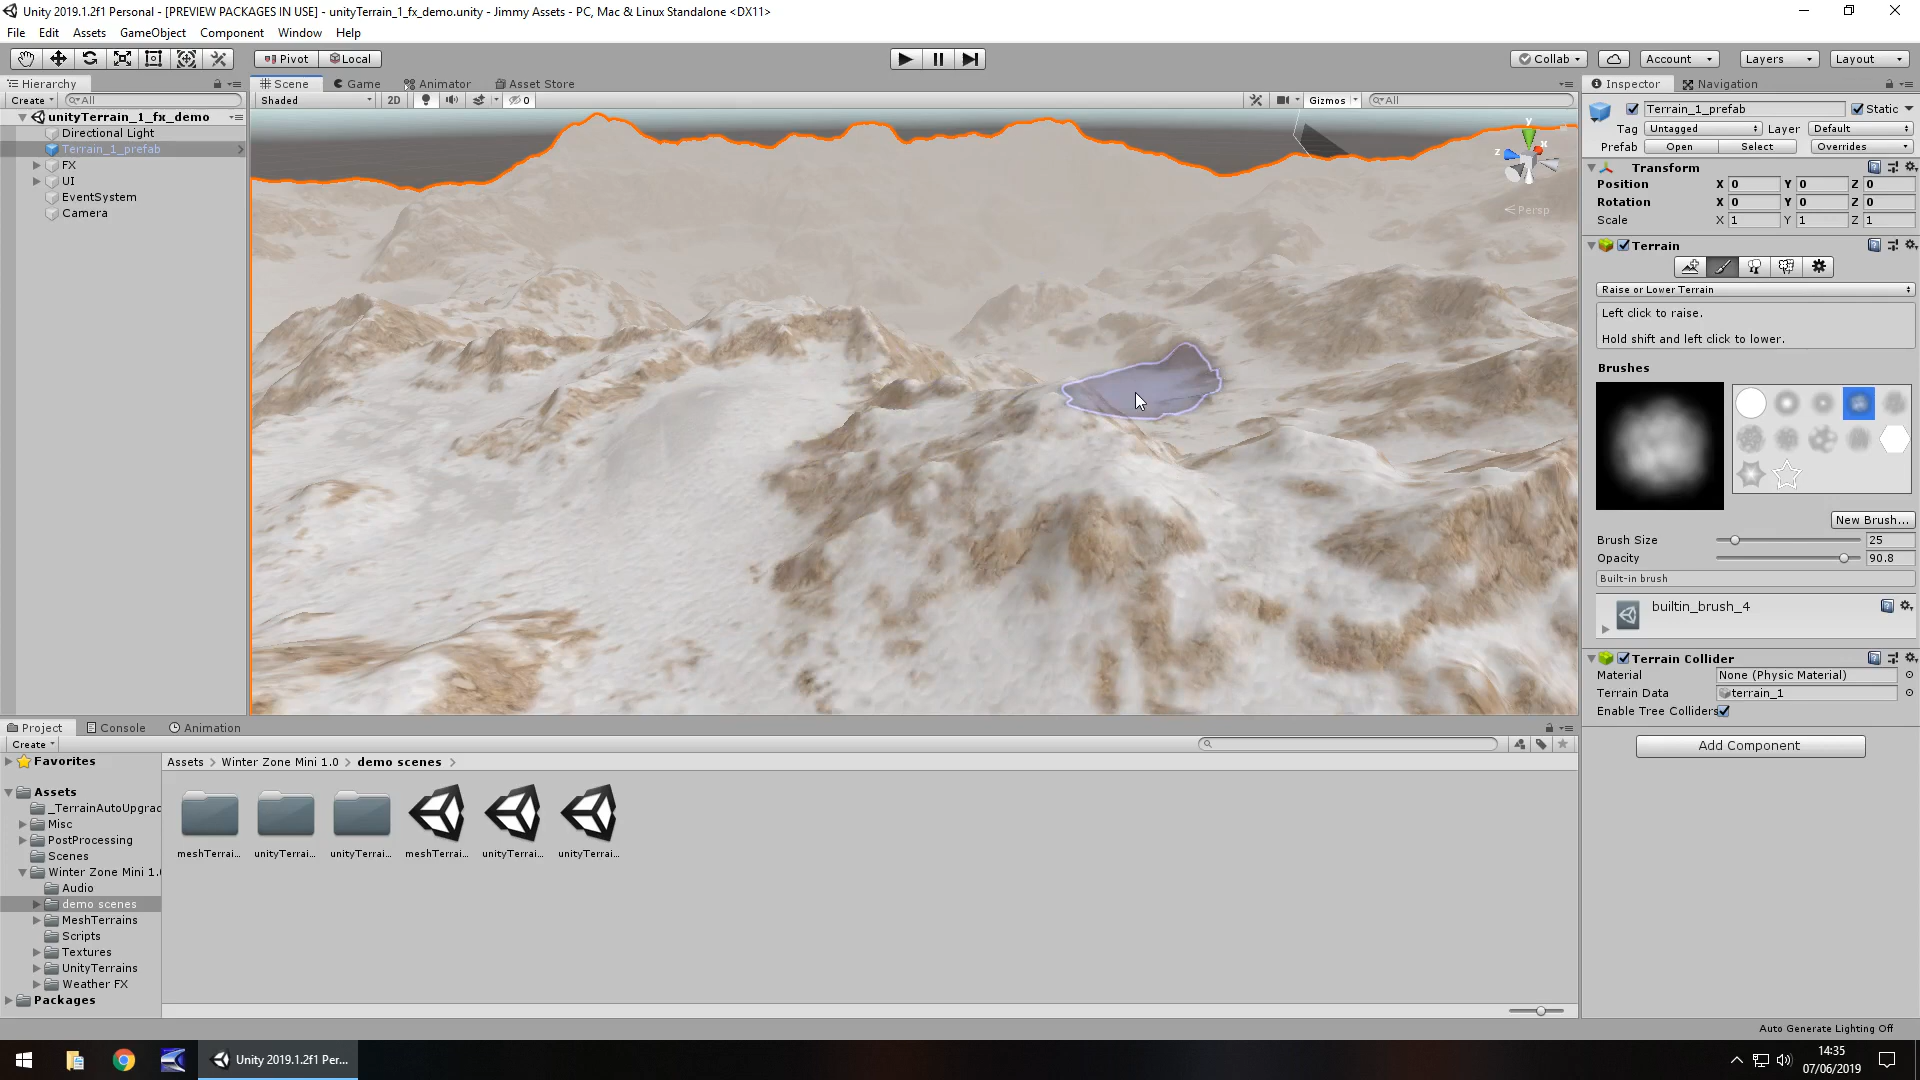 Unity 2019.1.2f1 Personal - [PREVIEW PACKAGES IN USE] - unityTerrain_1_fx_demo.unity - Jimmy Assets - PC, Mac & Linux Standalone <DX11>
File Edit Assets GameObject Component Window Help
Pivot Local Collab Account Layers Layout
Hierarchy Scene Game Animator Asset Store Inspector Navigation
Create All Shaded 2D 0 Gizmos All
unityTerrain_1_fx_demo
Directional Light
Terrain_1_prefab
FX
UI
EventSystem
Camera
y
x
z
Persp
Terrain_1_prefab Static
Tag Untagged Layer Default
Prefab Open Select Overrides
Transform
Position X 0 Y 0 Z 0
Rotation X 0 Y 0 Z 0
Scale X 1 Y 1 Z 1
Terrain
Raise or Lower Terrain
Left click to raise.
Hold shift and left click to lower.
Brushes
New Brush...
Brush Size 25
Opacity 90.8
Built-in brush
builtin_brush_4
Terrain Collider
Material None (Physic Material)
Terrain Data terrain_1
Enable Tree Colliders
Add Component
Project Console Animation
Create
Favorites
Assets
_TerrainAutoUpgrad
Misc
PostProcessing
Scenes
Winter Zone Mini 1.
Audio
demo scenes
MeshTerrains
Scripts
Textures
UnityTerrains
Weather FX
Packages
Assets > Winter Zone Mini 1.0 > demo scenes >
meshTerrai... unityTerrai... unityTerrai... meshTerrai... unityTerrai... unityTerrai...
Auto Generate Lighting Off
Unity 2019.1.2f1 Per...
14:35
07/06/2019